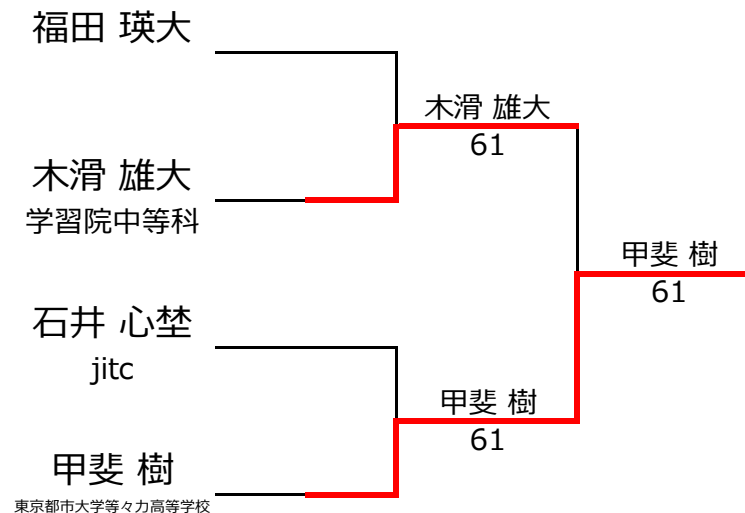 福田 瑛大
木滑 雄大
61
木滑 雄大
学習院中等科
甲斐 樹
61
石井 心埜
jitc
甲斐 樹
61
甲斐 樹
東京都市大学等々力高等学校